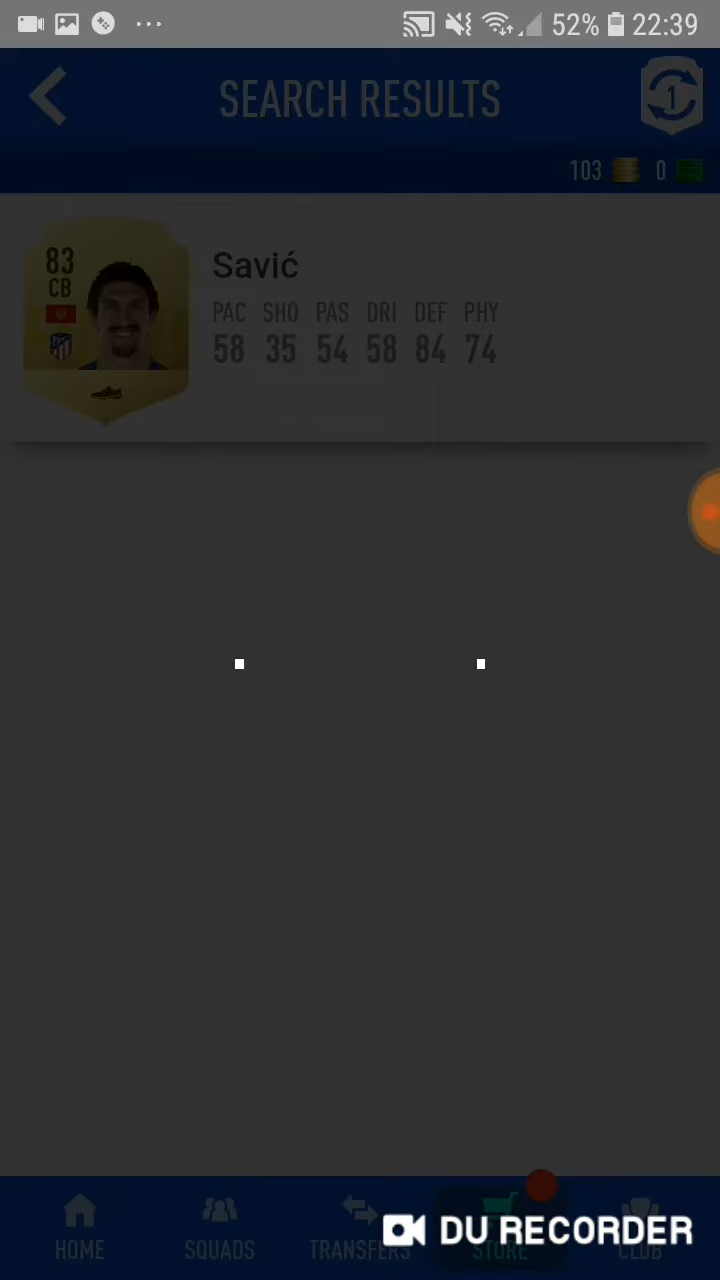 52% 22:39
SEARCH RESULTS
1
103 0
83
CB
Savić
PAC SHO PAS DRI DEF PHY
58 35 54 58 84 74
HOME SQUADS TRANSFERS STORE CLUB
DU RECORDER